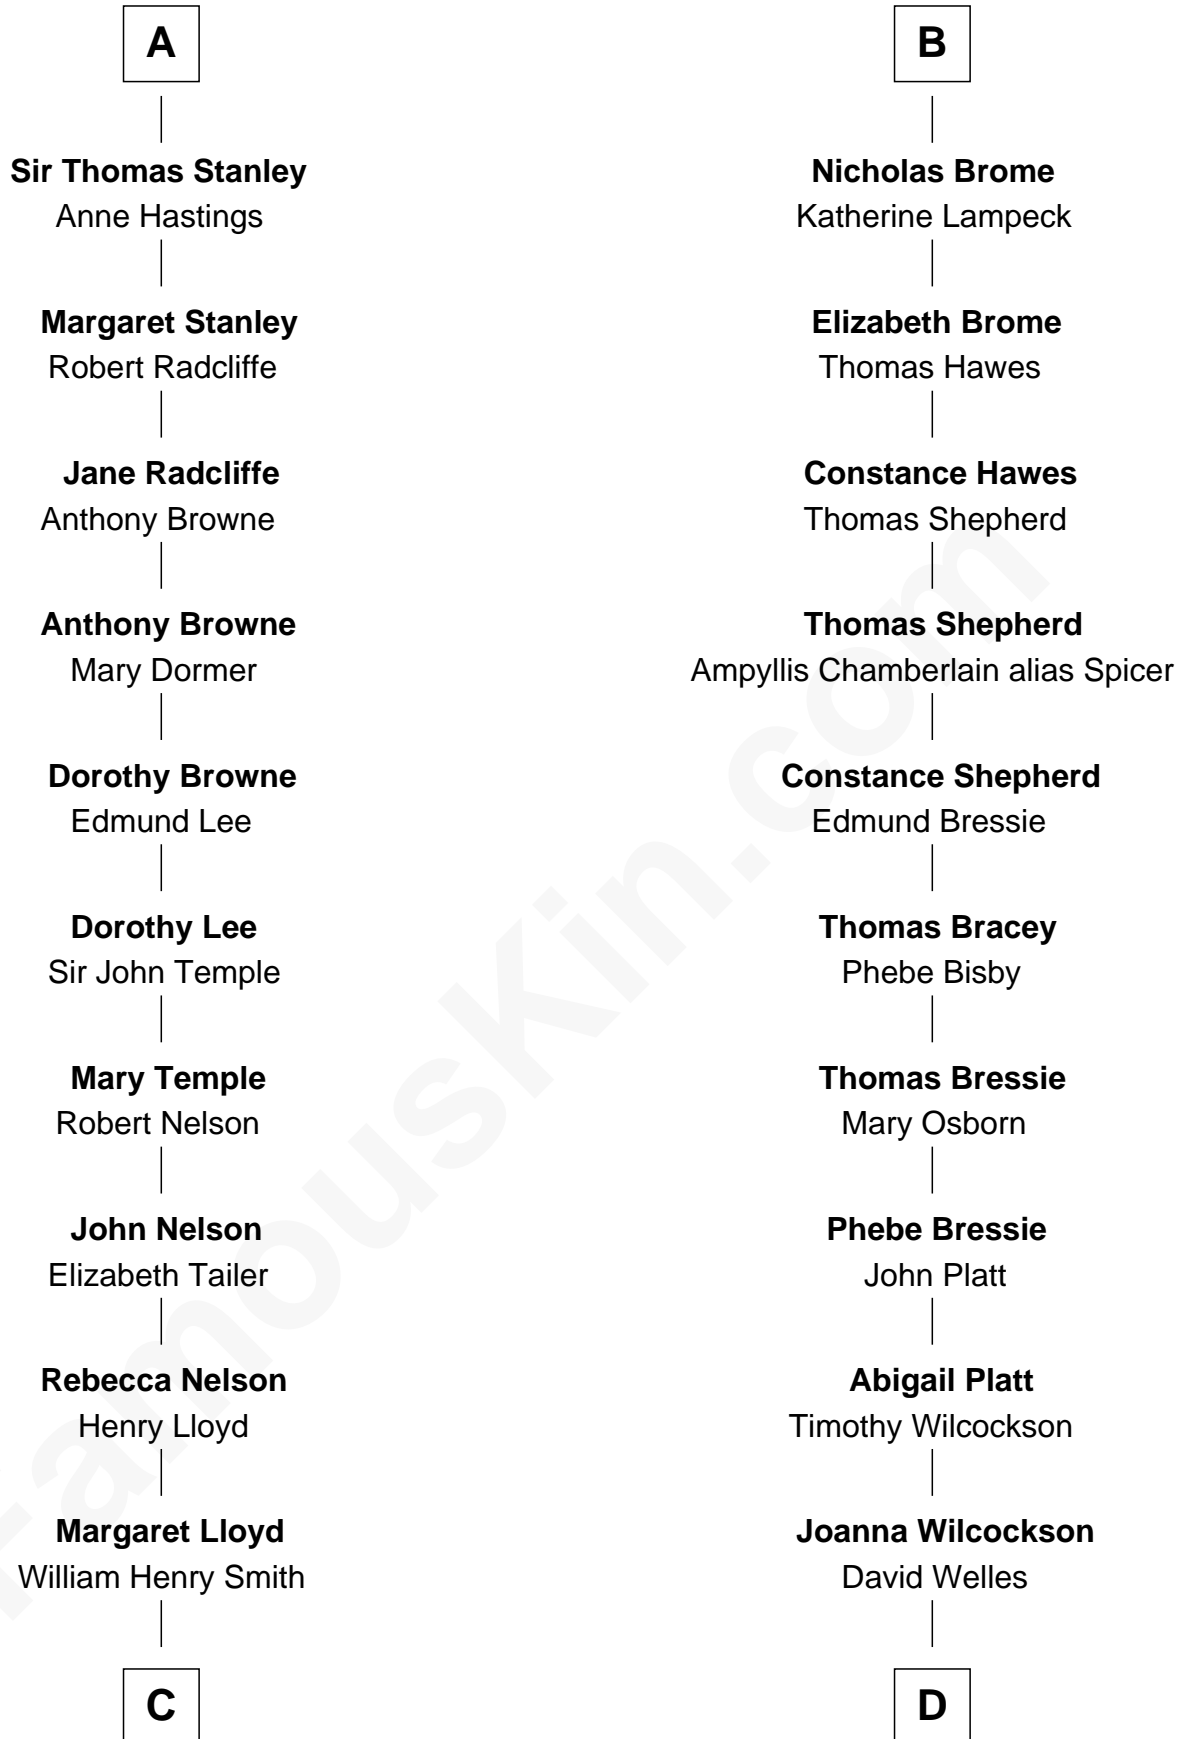 A
Sir Thomas Stanley
Anne Hastings
Margaret Stanley
Robert Radcliffe
Jane Radcliffe
Anthony Browne
Anthony Browne
Mary Dormer
Dorothy Browne
Edmund Lee
Dorothy Lee
Sir John Temple
Mary Temple
Robert Nelson
John Nelson
Elizabeth Tailer
Rebecca Nelson
Henry Lloyd
Margaret Lloyd
William Henry Smith
C
B
Nicholas Brome
Katherine Lampeck
Elizabeth Brome
Thomas Hawes
Constance Hawes
Thomas Shepherd
Thomas Shepherd
Ampyllis Chamberlain alias Spicer
Constance Shepherd
Edmund Bressie
Thomas Bracey
Phebe Bisby
Thomas Bressie
Mary Osborn
Phebe Bressie
John Platt
Abigail Platt
Timothy Wilcockson
Joanna Wilcockson
David Welles
D
FamousKin.com